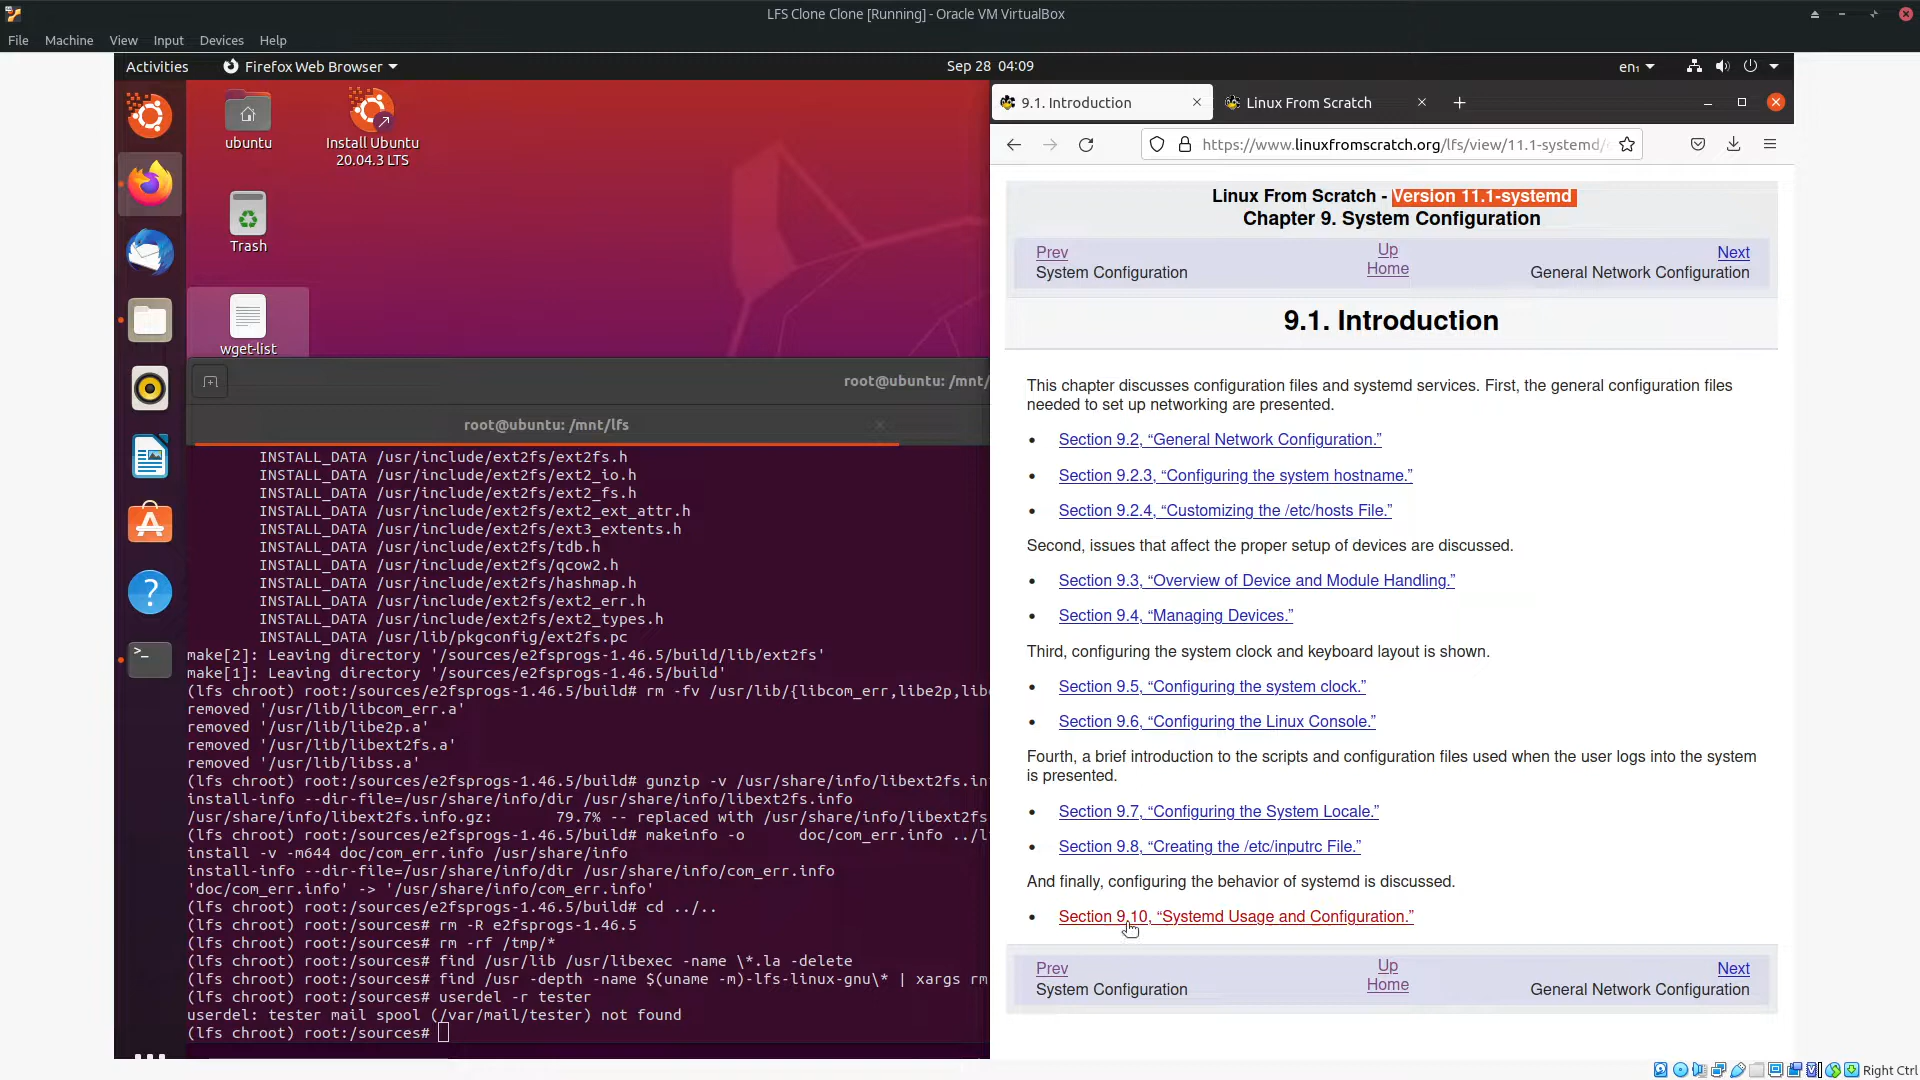 LFS Clone Clone [Running] - Oracle VM VirtualBox
File Machine View Input Devices Help
Activities
Firefox Web Browser
Sep 28 04:09
en₁
ubuntu
Install Ubuntu
20.04.3 LTS
Trash
wget-list
root@ubuntu: /mnt/
root@ubuntu: /mnt/lfs
INSTALL_DATA /usr/include/ext2fs/ext2fs.h
INSTALL_DATA /usr/include/ext2fs/ext2_io.h
INSTALL_DATA /usr/include/ext2fs/ext2_fs.h
INSTALL_DATA /usr/include/ext2fs/ext2_ext_attr.h
INSTALL_DATA /usr/include/ext2fs/ext3_extents.h
INSTALL_DATA /usr/include/ext2fs/tdb.h
INSTALL_DATA /usr/include/ext2fs/qcow2.h
INSTALL_DATA /usr/include/ext2fs/hashmap.h
INSTALL_DATA /usr/include/ext2fs/ext2_err.h
INSTALL_DATA /usr/include/ext2fs/ext2_types.h
INSTALL_DATA /usr/lib/pkgconfig/ext2fs.pc
make[2]: Leaving directory '/sources/e2fsprogs-1.46.5/build/lib/ext2fs'
make[1]: Leaving directory '/sources/e2fsprogs-1.46.5/build'
(lfs chroot) root:/sources/e2fsprogs-1.46.5/build# rm -fv /usr/lib/{libcom_err,libe2p,lib
removed '/usr/lib/libcom_err.a'
removed '/usr/lib/libe2p.a'
removed '/usr/lib/libext2fs.a'
removed '/usr/lib/libss.a'
(lfs chroot) root:/sources/e2fsprogs-1.46.5/build# gunzip -v /usr/share/info/libext2fs.in
install-info --dir-file=/usr/share/info/dir /usr/share/info/libext2fs.info
/usr/share/info/libext2fs.info.gz: 79.7% -- replaced with /usr/share/info/libext2fs
(lfs chroot) root:/sources/e2fsprogs-1.46.5/build# makeinfo -o doc/com_err.info ../l
install -v -m644 doc/com_err.info /usr/share/info
install-info --dir-file=/usr/share/info/dir /usr/share/info/com_err.info
'doc/com_err.info' -> '/usr/share/info/com_err.info'
(lfs chroot) root:/sources/e2fsprogs-1.46.5/build# cd ../..
(lfs chroot) root:/sources# rm -R e2fsprogs-1.46.5
(lfs chroot) root:/sources# rm -rf /tmp/*
(lfs chroot) root:/sources# find /usr/lib /usr/libexec -name \*.la -delete
(lfs chroot) root:/sources# find /usr -depth -name $(uname -m)-lfs-linux-gnu\* | xargs rm
(lfs chroot) root:/sources# userdel -r tester
userdel: tester mail spool (/var/mail/tester) not found
(lfs chroot) root:/sources#
9.1. Introduction
Linux From Scratch
https://www.linuxfromscratch.org/lfs/view/11.1-systemd/
Linux From Scratch - Version 11.1-systemd
Chapter 9. System Configuration
Prev Up Next
System Configuration Home General Network Configuration
9.1. Introduction
This chapter discusses configuration files and systemd services. First, the general configuration files
needed to set up networking are presented.
• Section 9.2, “General Network Configuration.”
• Section 9.2.3, “Configuring the system hostname.”
• Section 9.2.4, “Customizing the /etc/hosts File.”
Second, issues that affect the proper setup of devices are discussed.
• Section 9.3, “Overview of Device and Module Handling.”
• Section 9.4, “Managing Devices.”
Third, configuring the system clock and keyboard layout is shown.
• Section 9.5, “Configuring the system clock.”
• Section 9.6, “Configuring the Linux Console.”
Fourth, a brief introduction to the scripts and configuration files used when the user logs into the system
is presented.
• Section 9.7, “Configuring the System Locale.”
• Section 9.8, “Creating the /etc/inputrc File.”
And finally, configuring the behavior of systemd is discussed.
• Section 9.10, “Systemd Usage and Configuration.”
Prev Up Next
System Configuration Home General Network Configuration
Right Ctrl